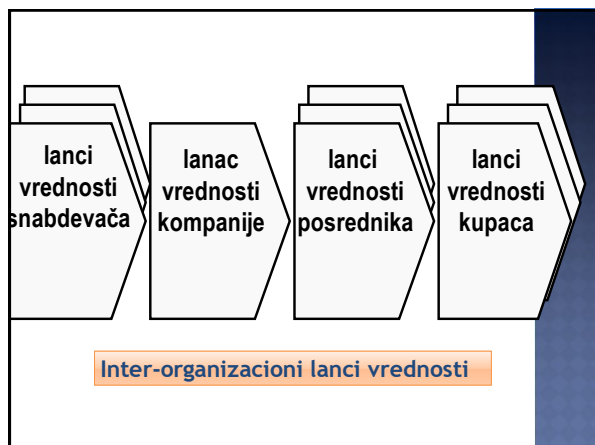 lanci
vrednosti
snabdevača
lanac
vrednosti
kompanije
lanci
vrednosti
posrednika
lanci
vrednosti
kupaca
Inter-organizacioni lanci vrednosti